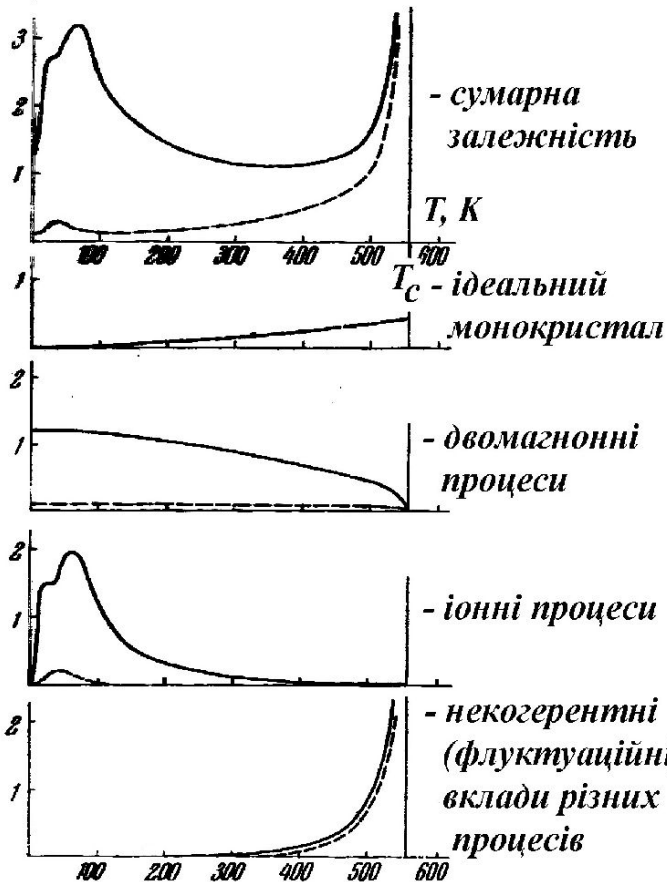 3
- сумарна
залежність
2
1
T, K
100 200 300 400 500 600
T_C - ідеальний
монокристал
1
2
- двомагнонні
процеси
1
2
- іонні процеси
1
- некогерентні
(флуктуаційні
вклади різних
процесів
2
1
100 200 300 400 500 600